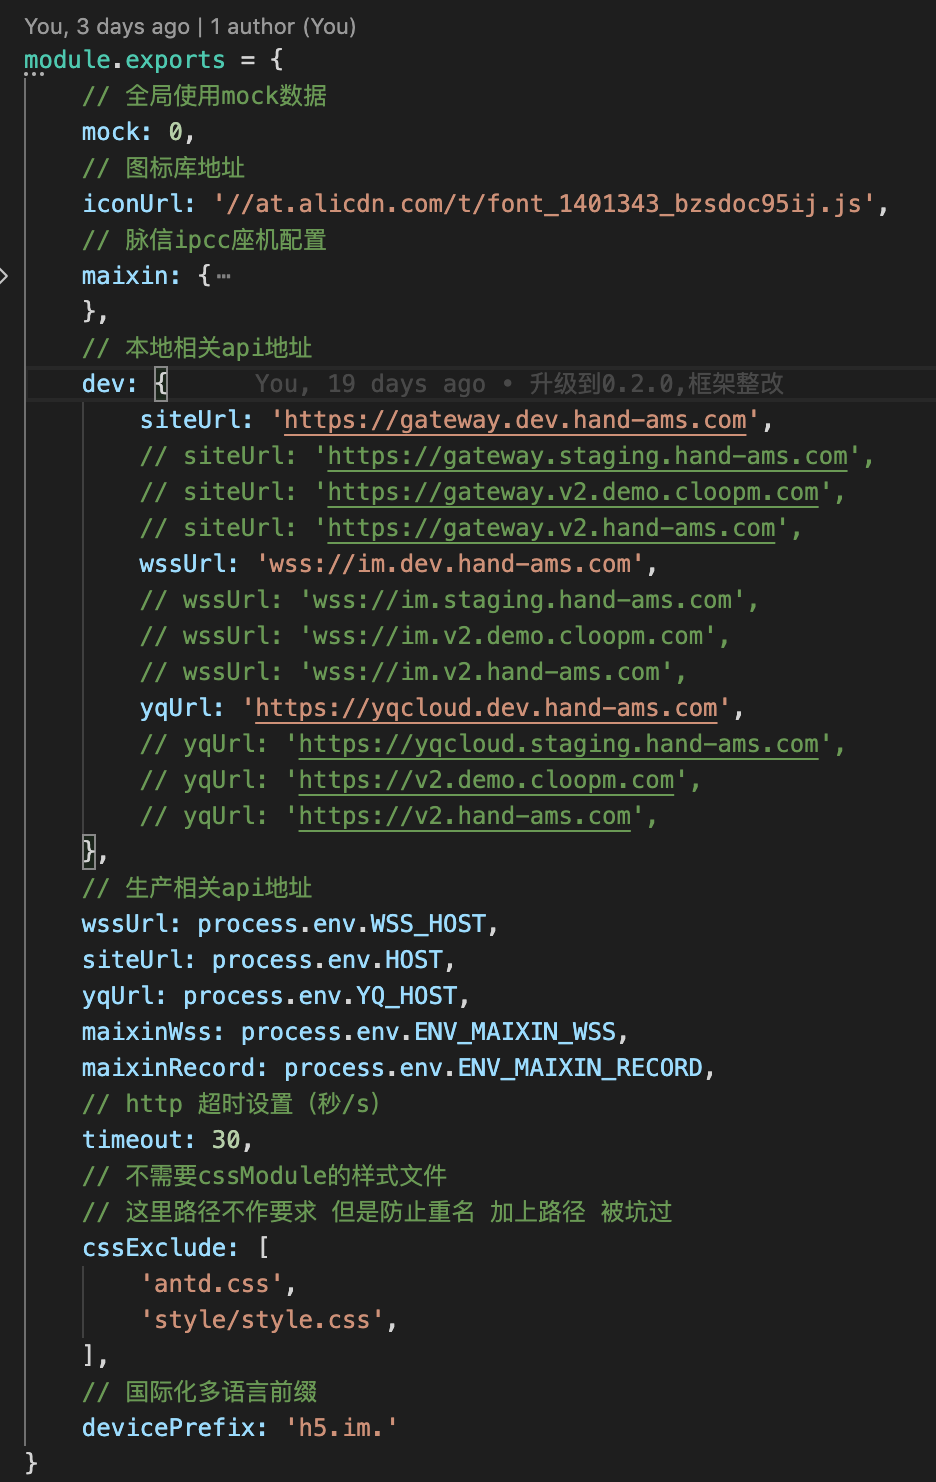 You, 3 days ago | 1 author (You)
module.exports = {
    // 全局使用mock数据
    mock: 0,
    // 图标库地址
    iconUrl: '//at.alicdn.com/t/font_1401343_bzsdoc95ij.js',
    // 脉信ipcc座机配置
    maixin: {⋯
    },
    // 本地相关api地址
    dev: {      You, 19 days ago • 升级到0.2.0,框架整改
        siteUrl: 'https://gateway.dev.hand-ams.com',
        // siteUrl: 'https://gateway.staging.hand-ams.com',
        // siteUrl: 'https://gateway.v2.demo.cloopm.com',
        // siteUrl: 'https://gateway.v2.hand-ams.com',
        wssUrl: 'wss://im.dev.hand-ams.com',
        // wssUrl: 'wss://im.staging.hand-ams.com',
        // wssUrl: 'wss://im.v2.demo.cloopm.com',
        // wssUrl: 'wss://im.v2.hand-ams.com',
        yqUrl: 'https://yqcloud.dev.hand-ams.com',
        // yqUrl: 'https://yqcloud.staging.hand-ams.com',
        // yqUrl: 'https://v2.demo.cloopm.com',
        // yqUrl: 'https://v2.hand-ams.com',
    },
    // 生产相关api地址
    wssUrl: process.env.WSS_HOST,
    siteUrl: process.env.HOST,
    yqUrl: process.env.YQ_HOST,
    maixinWss: process.env.ENV_MAIXIN_WSS,
    maixinRecord: process.env.ENV_MAIXIN_RECORD,
    // http 超时设置（秒/s）
    timeout: 30,
    // 不需要cssModule的样式文件
    // 这里路径不作要求 但是防止重名 加上路径 被坑过
    cssExclude: [
        'antd.css',
        'style/style.css',
    ],
    // 国际化多语言前缀
    devicePrefix: 'h5.im.'
}